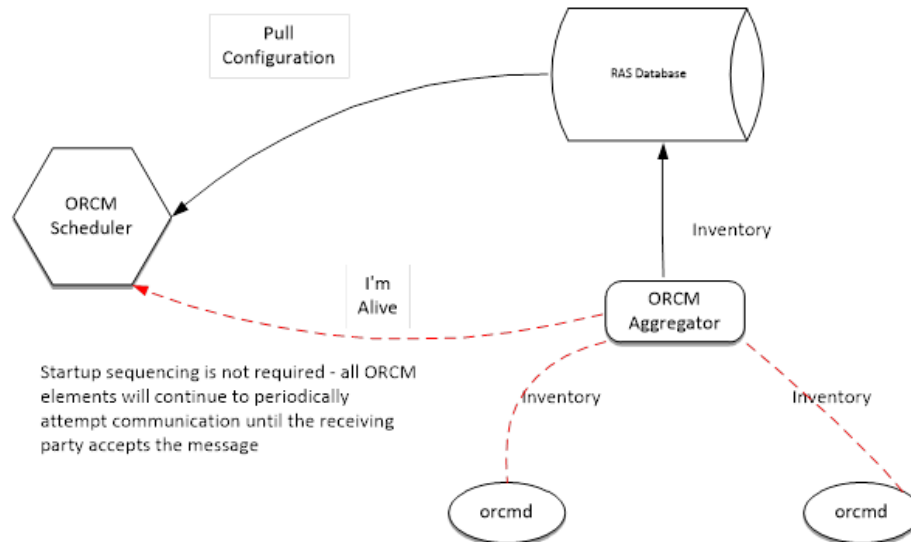 Pull
Configuration
RAS Database
ORCM
Scheduler
Inventory
I'm
Alive
ORCM
Aggregator
Startup sequencing is not required - all ORCM
elements will continue to periodically
attempt communication until the receiving
party accepts the message
Inventory
Inventory
orcmd
orcmd